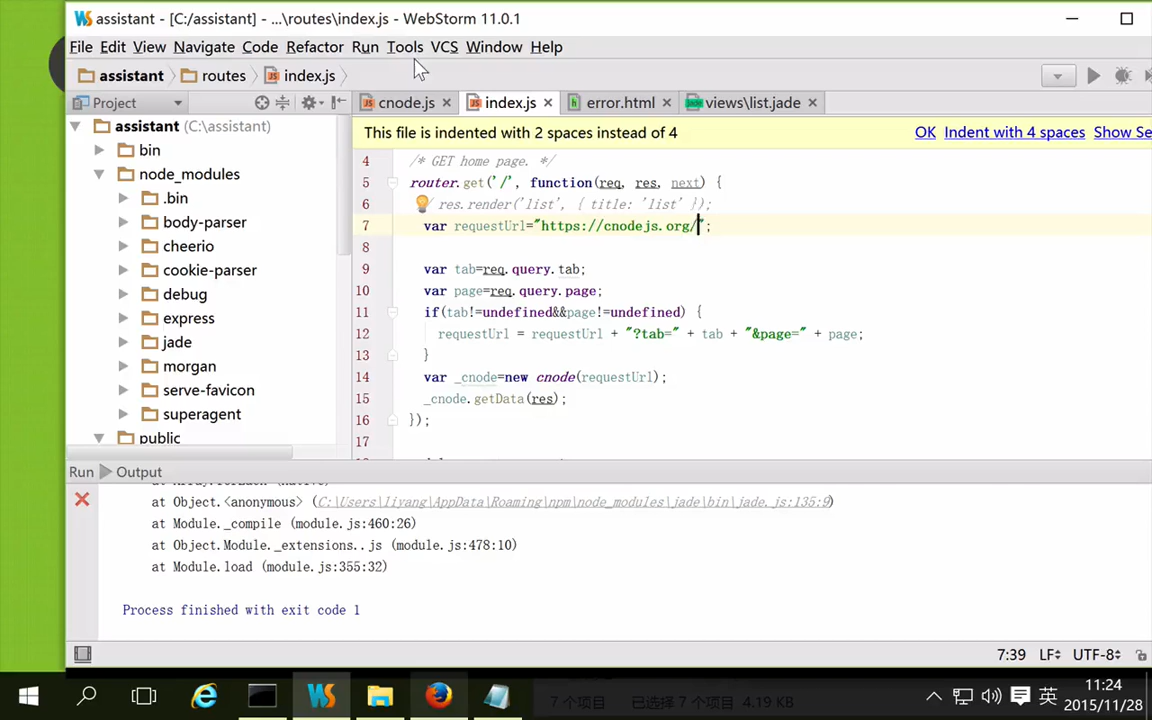 WS assistant - [C:/assistant] - ...\routes\index.js - WebStorm 11.0.1
File Edit View Navigate Code Refactor Run Tools VCS Window Help
assistant routes index.js
Project cnode.js index.js error.html views\list.jade
This file is indented with 2 spaces instead of 4 OK Indent with 4 spaces Show Se
assistant (C:\assistant)
bin
node_modules
.bin
body-parser
cheerio
cookie-parser
debug
express
jade
morgan
serve-favicon
superagent
public
4 /* GET home page. */
5 router.get('/', function(req, res, next) {
6 / res.render('list', { title: 'list' });
7 var requestUrl="https://cnodejs.org/";
8
9 var tab=req.query.tab;
10 var page=req.query.page;
11 if(tab!=undefined&&page!=undefined) {
12 requestUrl = requestUrl + "?tab=" + tab + "&page=" + page;
13 }
14 var _cnode=new cnode(requestUrl);
15 _cnode.getData(res);
16 });
17
Run Output
at Object.<anonymous> (C:\Users\liyang\AppData\Roaming\npm\node_modules\jade\bin\jade.js:135:9)
at Module._compile (module.js:460:26)
at Object.Module._extensions..js (module.js:478:10)
at Module.load (module.js:355:32)
Process finished with exit code 1
7:39 LF UTF-8
7 个项目 已选择 7 个项目 4.19 KB
英
11:24
2015/11/28